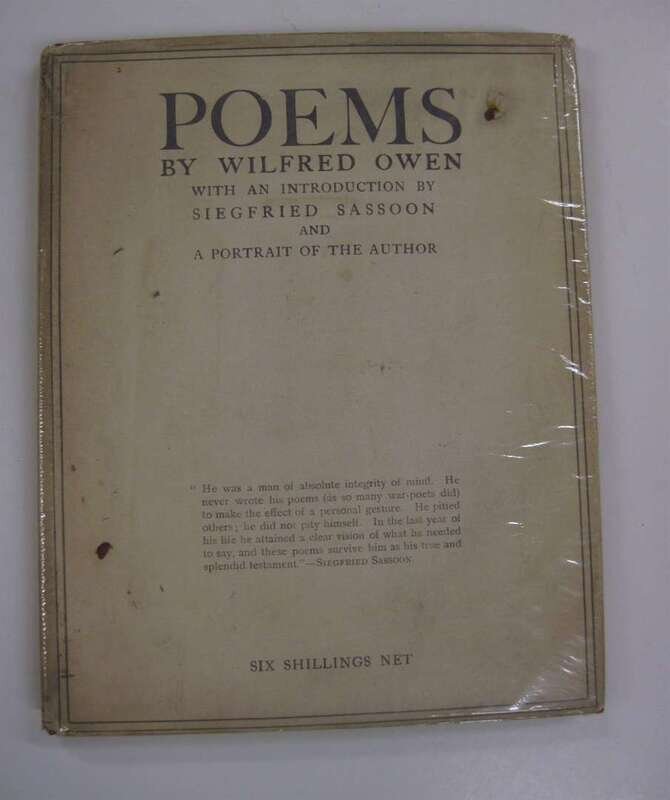 POEMS
BY WILFRED OWEN
WITH AN INTRODUCTION BY
SIEGFRIED SASSOON
AND
A PORTRAIT OF THE AUTHOR
“ He was a man of absolute integrity of mind. He
never wrote his poems (as so many war-poets did)
to make the effect of a personal gesture. He pitied
others ; he did not pity himself. In the last year of
his life he attained a clear vision of what he needed
to say, and these poems survive him as his true and
splendid testament.”—SIEGFRIED SASSOON
SIX SHILLINGS NET